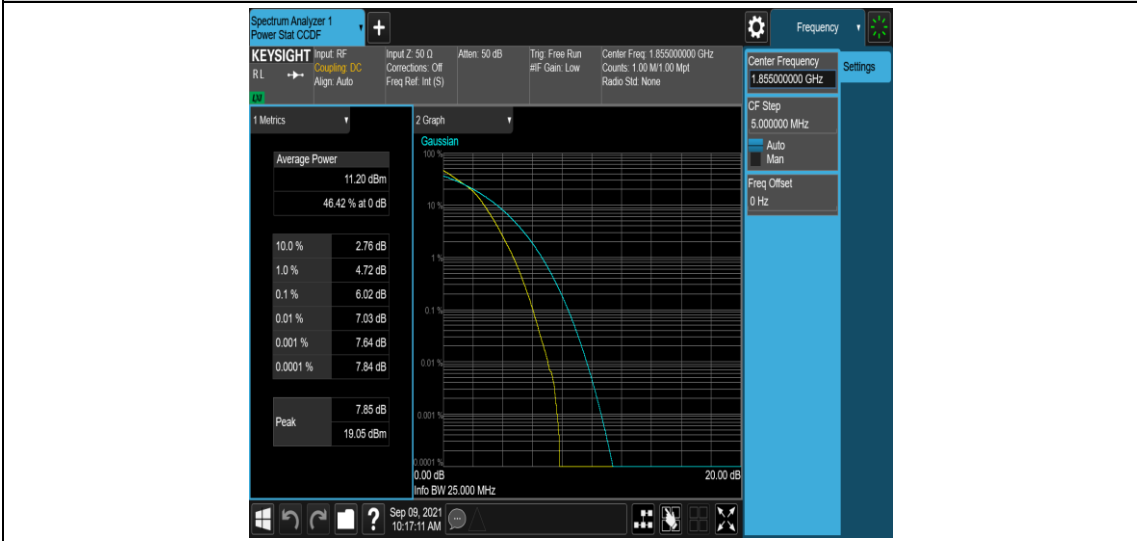 Spectrum Analyzer 1
Power Stat CCDF
+
Frequency
KEYSIGHT
RL
LM
Input: RF
Coupling: DC
Align: Auto
Input Z: 50 Ω
Corrections: Off
Freq Ref: Int (S)
Atten: 50 dB
Trig: Free Run
#IF Gain: Low
Center Freq: 1.855000000 GHz
Counts: 1.00 M/1.00 Mpt
Radio Std: None
Center Frequency
1.855000000 GHz
Settings
CF Step
5.000000 MHz
Auto
Man
Freq Offset
0 Hz
1 Metrics
Average Power
11.20 dBm
46.42 % at 0 dB
10.0 % 2.76 dB
1.0 % 4.72 dB
0.1 % 6.02 dB
0.01 % 7.03 dB
0.001 % 7.64 dB
0.0001 % 7.84 dB
Peak 7.85 dB
19.05 dBm
2 Graph
Gaussian
100 %
10 %
1 %
0.1 %
0.01 %
0.001 %
0.0001 %
0.00 dB 20.00 dB
Info BW 25.000 MHz
?
Sep 09, 2021
10:17:11 AM